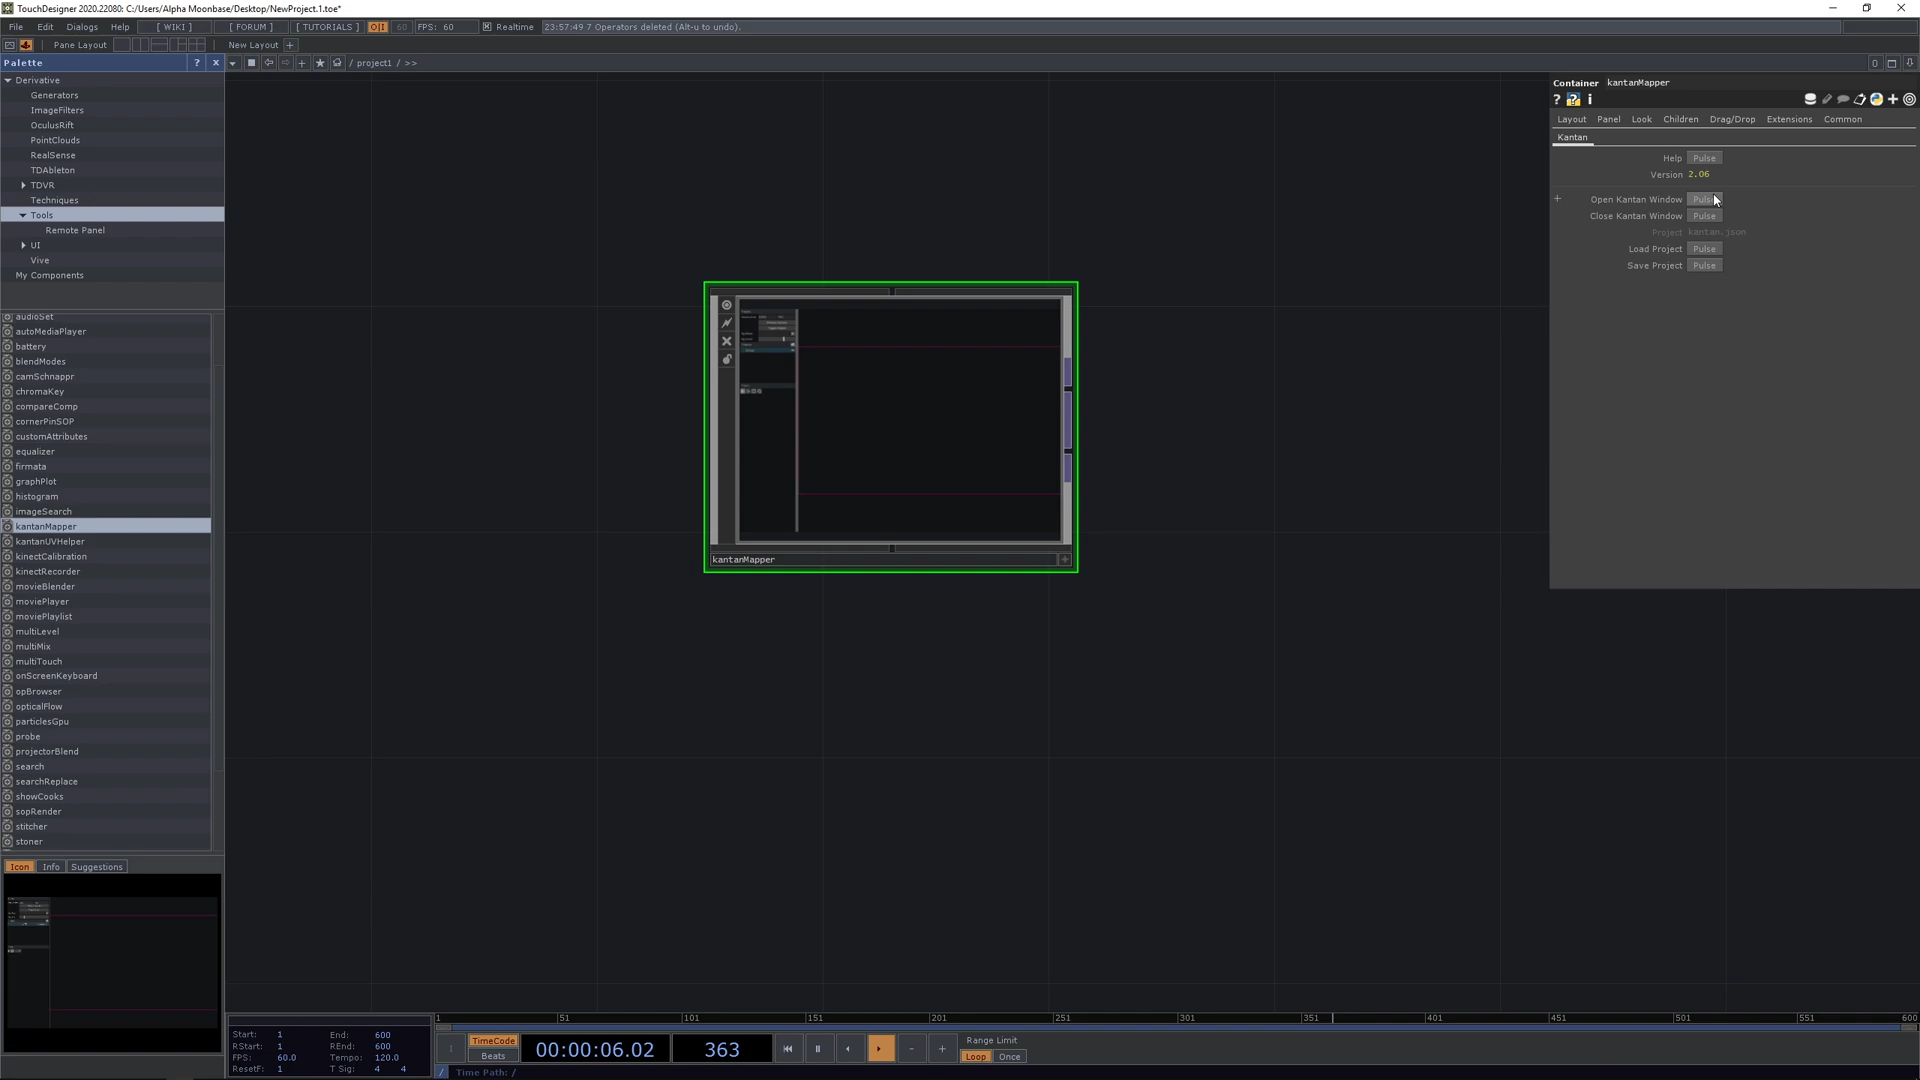 TouchDesigner 2020.22080: C:/Users/Alpha Moonbase/Desktop/NewProject.1.toe*
File Edit Dialogs Help [ WIKI ] [ FORUM ] [ TUTORIALS ] O|I 60 FPS: 60 Realtime 23:57:49 7 Operators deleted (Alt-u to undo).
Pane Layout New Layout +
Palette ? x / project1 / >> 0
Derivative
Generators
ImageFilters
OculusRift
PointClouds
RealSense
TDAbleton
TDVR
Techniques
Tools
Remote Panel
UI
Vive
My Components
audioSet
autoMediaPlayer
battery
blendModes
camSchnappr
chromaKey
compareComp
cornerPinSOP
customAttributes
equalizer
firmata
graphPlot
histogram
imageSearch
kantanMapper
kantanUVHelper
kinectCalibration
kinectRecorder
movieBlender
moviePlayer
moviePlaylist
multiLevel
multiMix
multiTouch
onScreenKeyboard
opBrowser
opticalFlow
particlesGpu
probe
projectorBlend
search
searchReplace
showCooks
sopRender
stitcher
stoner
Icon Info Suggestions
kantanMapper
Container kantanMapper
? ? i
Layout Panel Look Children Drag/Drop Extensions Common
Kantan
Help Pulse
Version 2.06
+ Open Kantan Window Pulse
Close Kantan Window Pulse
Project kantan.json
Load Project Pulse
Save Project Pulse
1 51 101 151 201 251 301 351 401 451 501 551 600
Start: 1 End: 600
RStart: 1 REnd: 600
FPS: 60.0 Tempo: 120.0
ResetF: 1 T Sig: 4 4
TimeCode
Beats
00:00:06.02 363
- +
Range Limit
Loop Once
/ Time Path: /